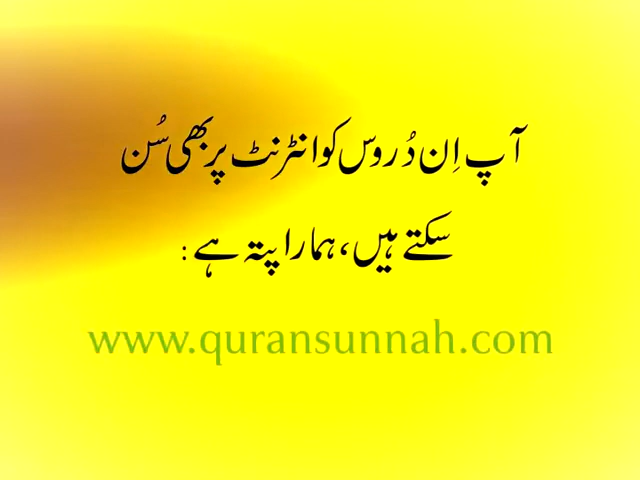 آپ اِن دُروس کو انٹرنٹ پر بھی سُن
سکتے ہیں، ہمارا پتہ ہے :
www.quransunnah.com